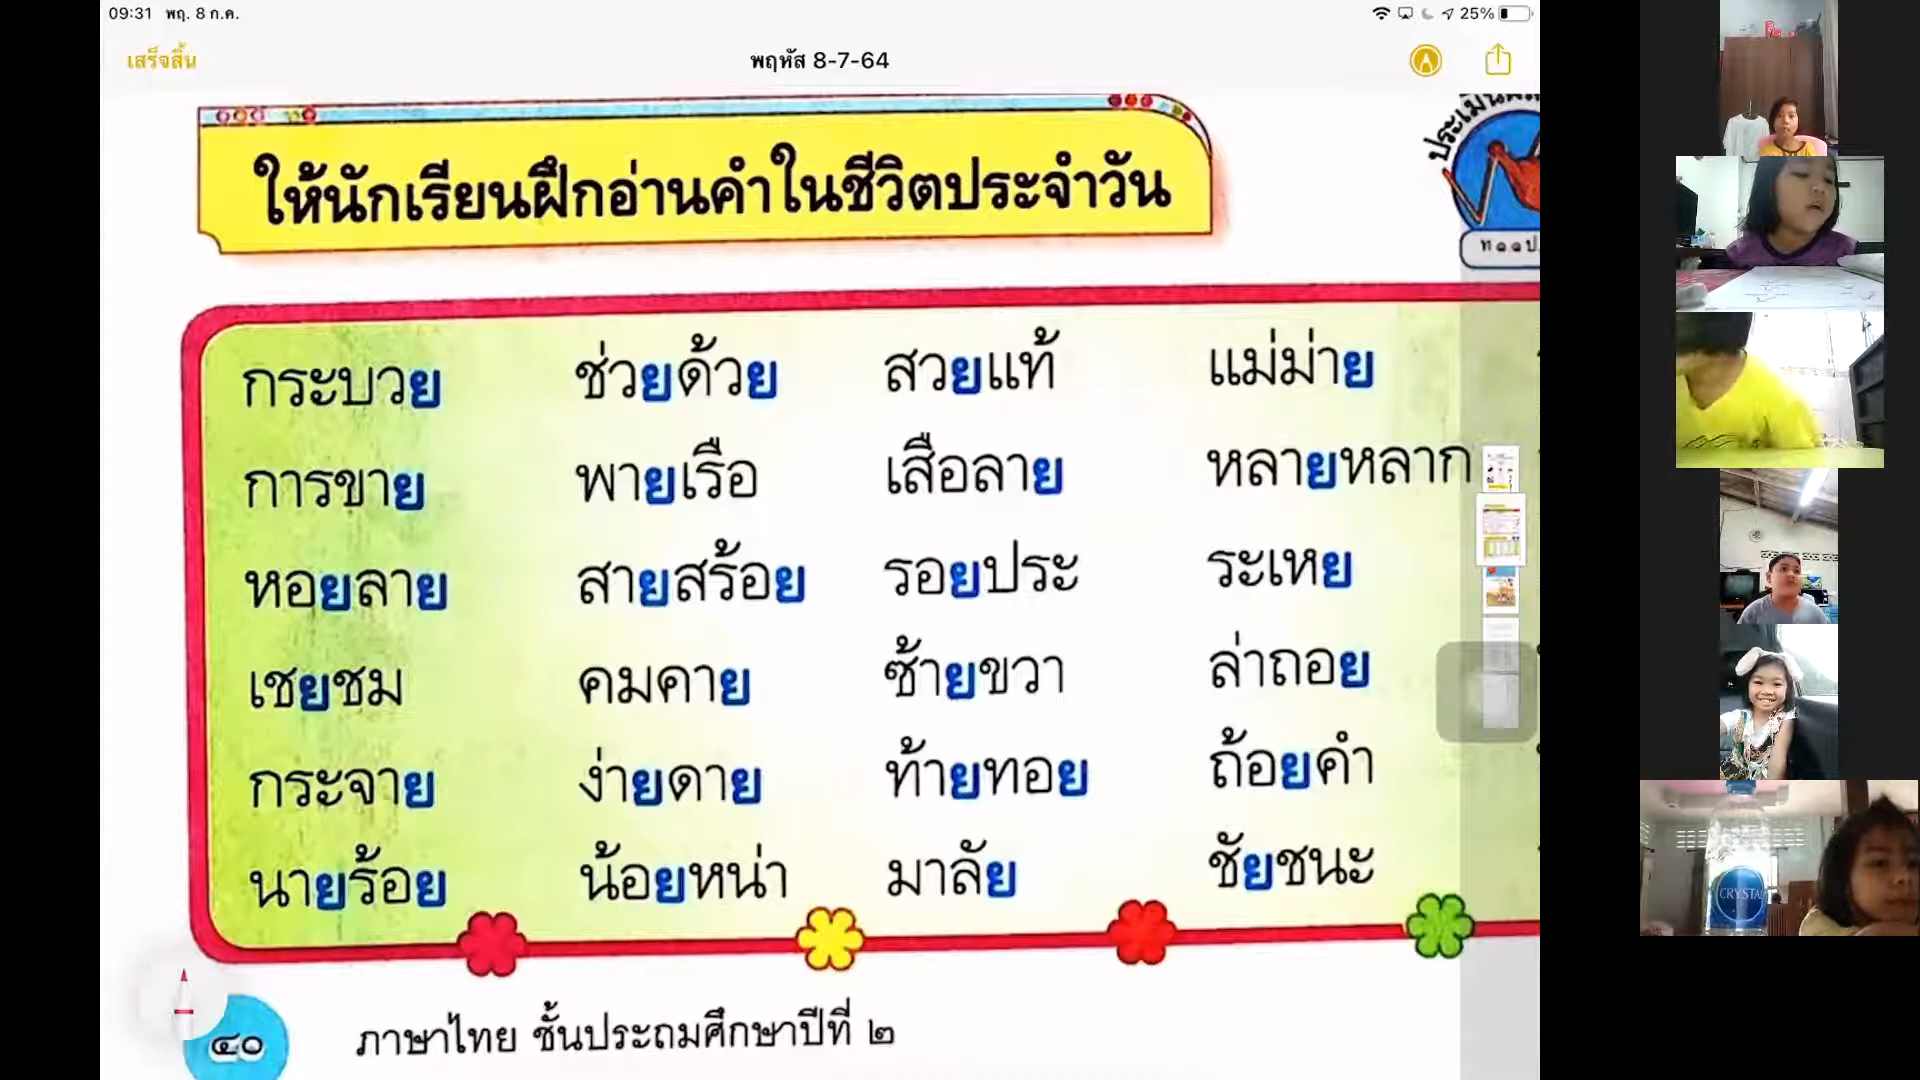 09:31 พฤ. 8 ก.ค.
25%
เสร็จสิ้น
พฤหัส 8-7-64
ให้นักเรียนฝึกอ่านคำในชีวิตประจำวัน
ท๑๑ป
กระบวย ช่วยด้วย สวยแท้ แม่ม่าย
การขาย พายเรือ เสือลาย หลายหลาก
หอยลาย สายสร้อย รอยประ ระเหย
เชยชม คมคาย ซ้ายขวา ล่าถอย
กระจาย ง่ายดาย ท้ายทอย ถ้อยคำ
นายร้อย น้อยหน่า มาลัย ชัยชนะ
๔๐
ภาษาไทย ชั้นประถมศึกษาปีที่ ๒